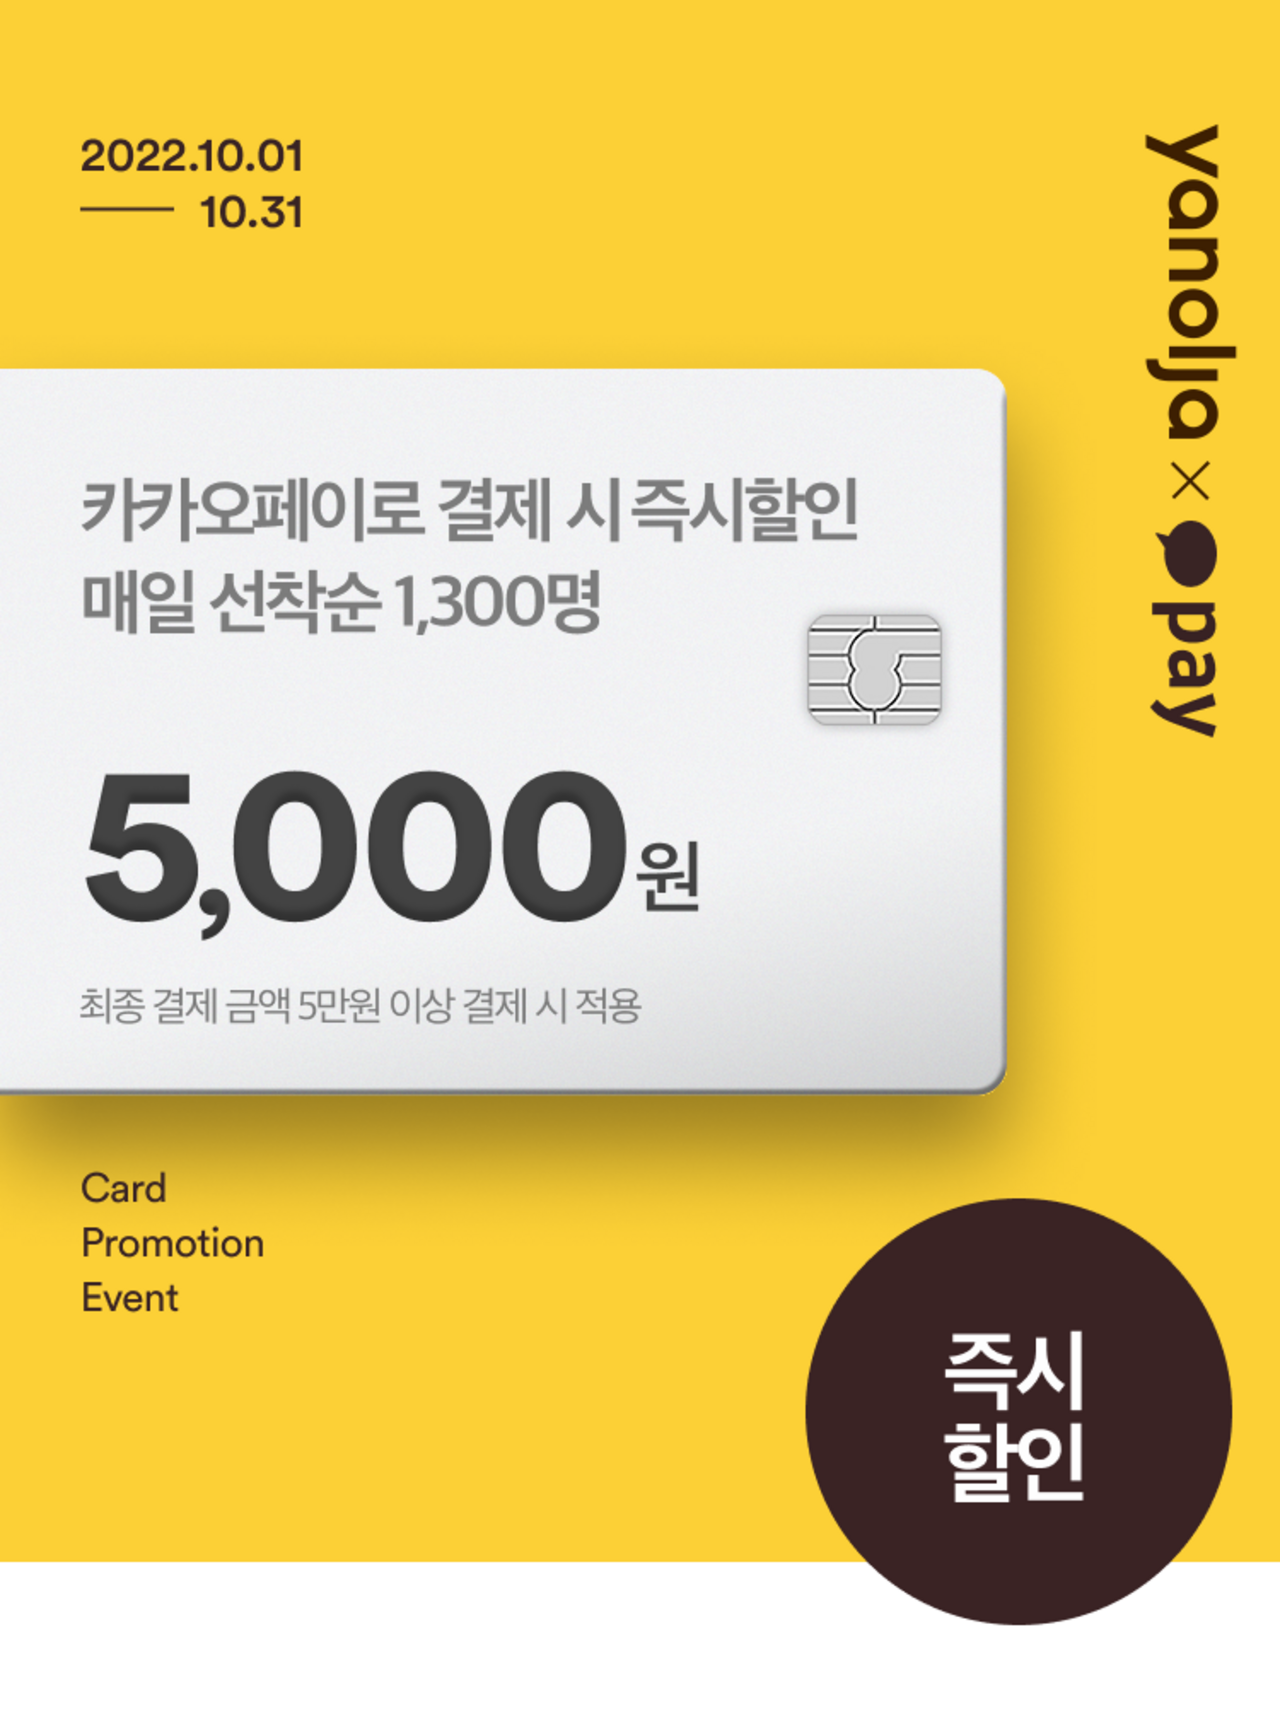 2022.10.01
10.31
yanolja × pay
카카오페이로 결제 시 즉시할인
매일 선착순 1,300명
5,000원
최종 결제 금액 5만원 이상 결제 시 적용
Card
Promotion
Event
즉시
할인